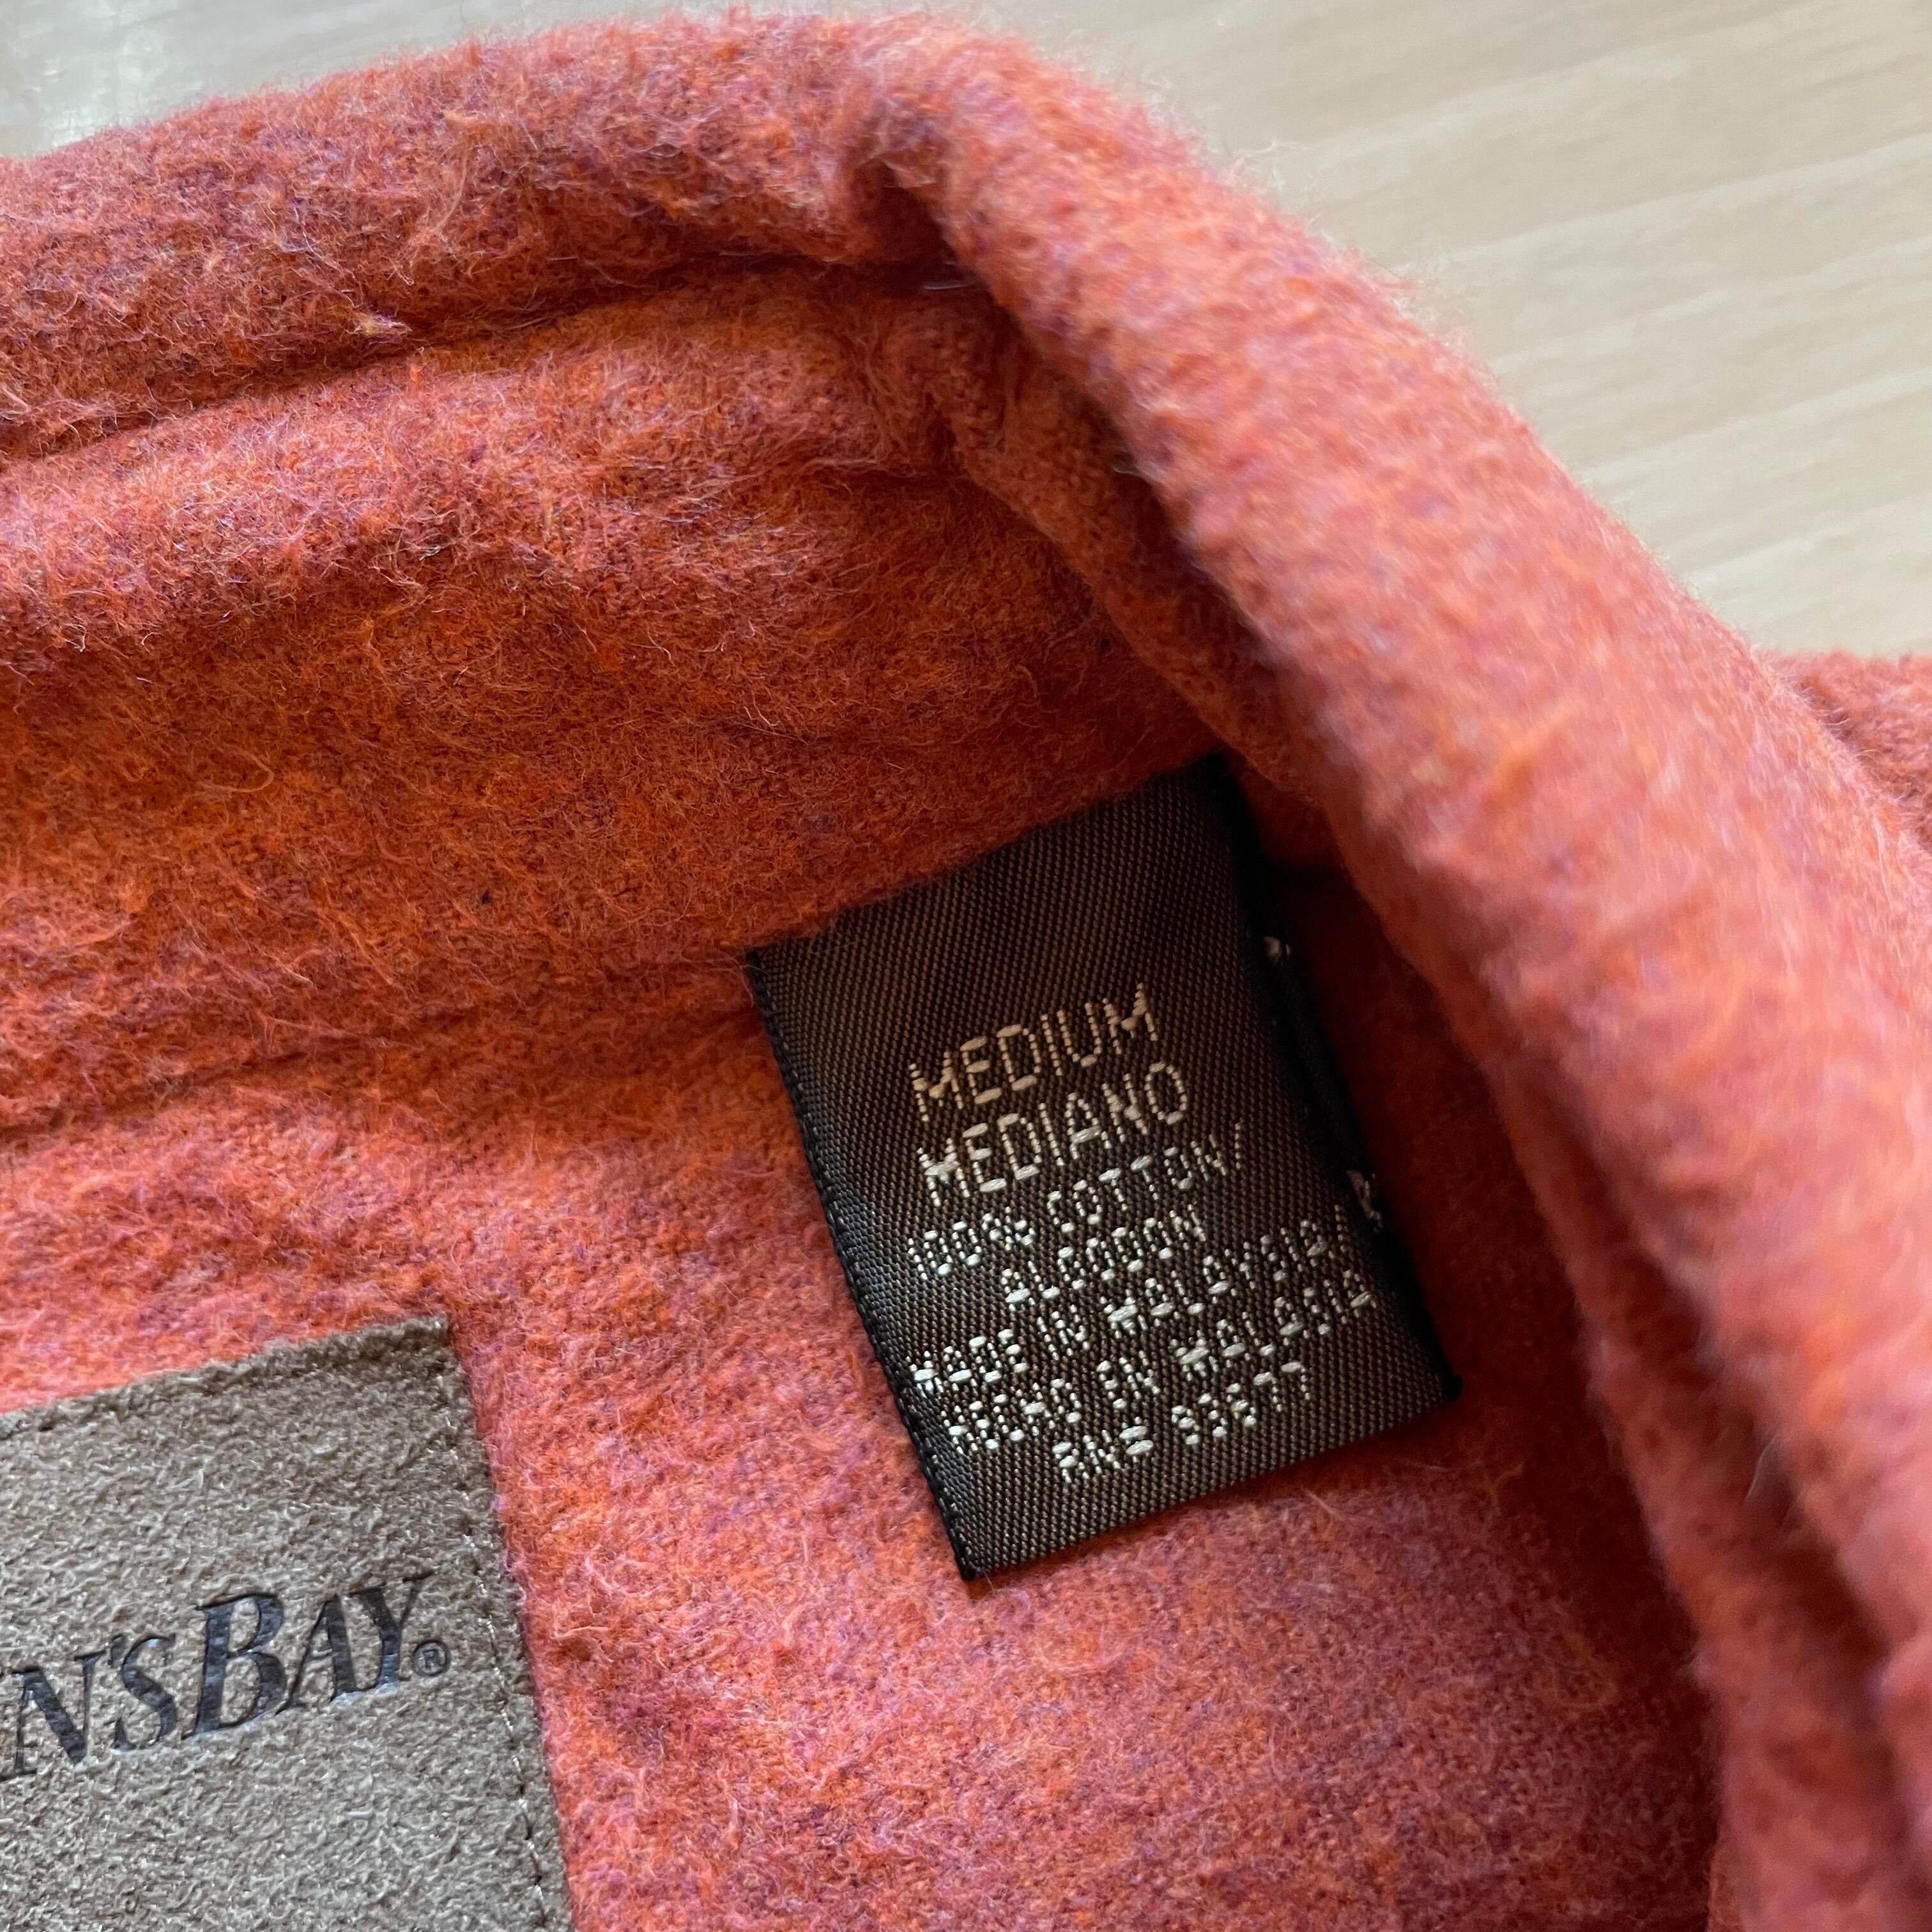 MEDIUM
MEDIANO
100% COTTON/
ALGODON
MADE IN MALAYSIA
HECHO EN MALASIA
RN# 93677
N'SBAY®